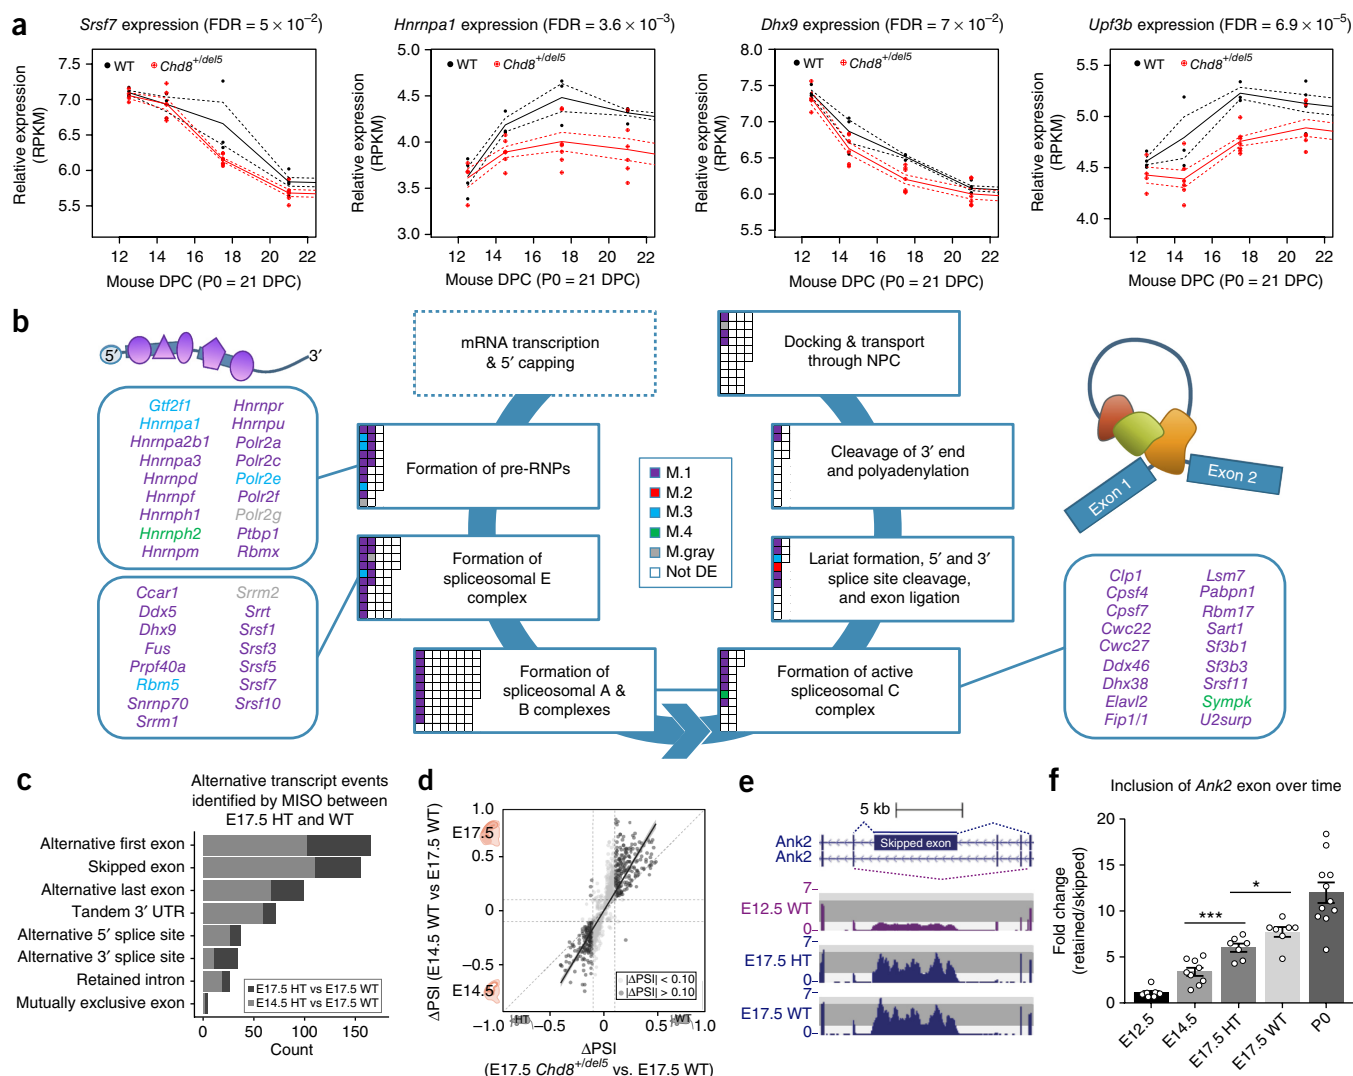 a
Srsf7 expression (FDR = 5 × 10−2)
Relative expression
(RPKM)
7.5
7.0
6.5
6.0
5.5
WT
Chd8+/del5
12 14 16 18 20 22
Mouse DPC (P0 = 21 DPC)
Hnrnpa1 expression (FDR = 3.6 × 10−3)
Relative expression
(RPKM)
5.0
4.5
4.0
3.5
3.0
WT
Chd8+/del5
12 14 16 18 20 22
Mouse DPC (P0 = 21 DPC)
Dhx9 expression (FDR = 7 × 10−2)
Relative expression
(RPKM)
8.0
7.5
7.0
6.5
6.0
5.5
WT
Chd8+/del5
12 14 16 18 20 22
Mouse DPC (P0 = 21 DPC)
Upf3b expression (FDR = 6.9 × 10−5)
Relative expression
(RPKM)
5.5
5.0
4.5
4.0
WT
Chd8+/del5
12 14 16 18 20 22
Mouse DPC (P0 = 21 DPC)
b
5′
3′
Gtf2f1 Hnrnpr
Hnrnpa1 Hnrnpu
Hnrnpa2b1 Polr2a
Hnrnpa3 Polr2c
Hnrnpd Polr2e
Hnrnpf Polr2f
Hnrnph1 Polr2g
Hnrnph2 Ptbp1
Hnrnpm Rbmx
Ccar1 Srrm2
Ddx5 Srrt
Dhx9 Srsf1
Fus Srsf3
Prpf40a Srsf5
Rbm5 Srsf7
Snrnp70 Srsf10
Srrm1
mRNA transcription
& 5′ capping
Formation of pre-RNPs
Formation of
spliceosomal E
complex
Formation of
spliceosomal A &
B complexes
M.1
M.2
M.3
M.4
M.gray
Not DE
Docking & transport
through NPC
Cleavage of 3′ end
and polyadenylation
Lariat formation, 5′ and 3′
splice site cleavage,
and exon ligation
Formation of active
spliceosomal C
complex
Exon 1
Exon 2
Clp1 Lsm7
Cpsf4 Pabpn1
Cpsf7 Rbm17
Cwc22 Sart1
Cwc27 Sf3b1
Ddx46 Sf3b3
Dhx38 Srsf11
Elavl2 Sympk
Fip1/1 U2surp
c
Alternative transcript events
identified by MISO between
E17.5 HT and WT
Alternative first exon
Skipped exon
Alternative last exon
Tandem 3′ UTR
Alternative 5′ splice site
Alternative 3′ splice site
Retained intron
Mutually exclusive exon
E17.5 HT vs E17.5 WT
E14.5 HT vs E17.5 WT
0 50 100 150
Count
d
ΔPSI (E14.5 WT vs E17.5 WT)
1.0
E17.5
0.5
0
−0.5
E14.5
−1.0 −0.5 0 0.5 1.0
HT
WT
|ΔPSI| < 0.10
|ΔPSI| > 0.10
ΔPSI
(E17.5 Chd8+/del5 vs. E17.5 WT)
e
5 kb
Ank2
Skipped exon
Ank2
7
E12.5 WT
0
7
E17.5 HT
0
7
E17.5 WT
0
f
Inclusion of Ank2 exon over time
Fold change
(retained/skipped)
20
15
10
5
0
***
*
E12.5
E14.5
E17.5 HT
E17.5 WT
P0